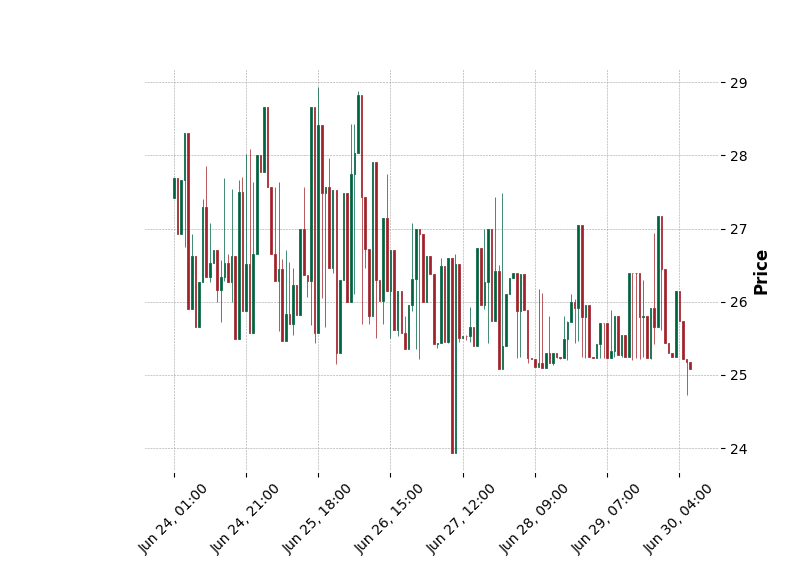 29
28
27
26
25
24
Price
Jun 24, 01:00
Jun 24, 21:00
Jun 25, 18:00
Jun 26, 15:00
Jun 27, 12:00
Jun 28, 09:00
Jun 29, 07:00
Jun 30, 04:00